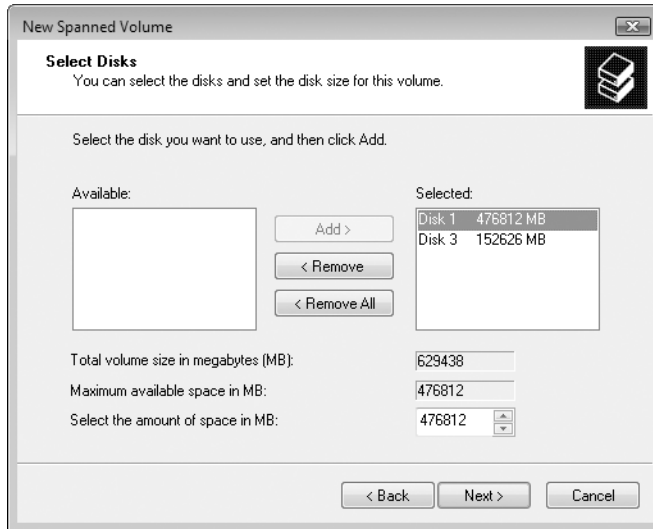 New Spanned Volume
Select Disks
You can select the disks and set the disk size for this volume.
Select the disk you want to use, and then click Add.
Available:
Selected:
Add >
< Remove
< Remove All
Disk 1 476812 MB
Disk 3 152626 MB
Total volume size in megabytes (MB): 629438
Maximum available space in MB: 476812
Select the amount of space in MB: 476812
< Back
Next >
Cancel